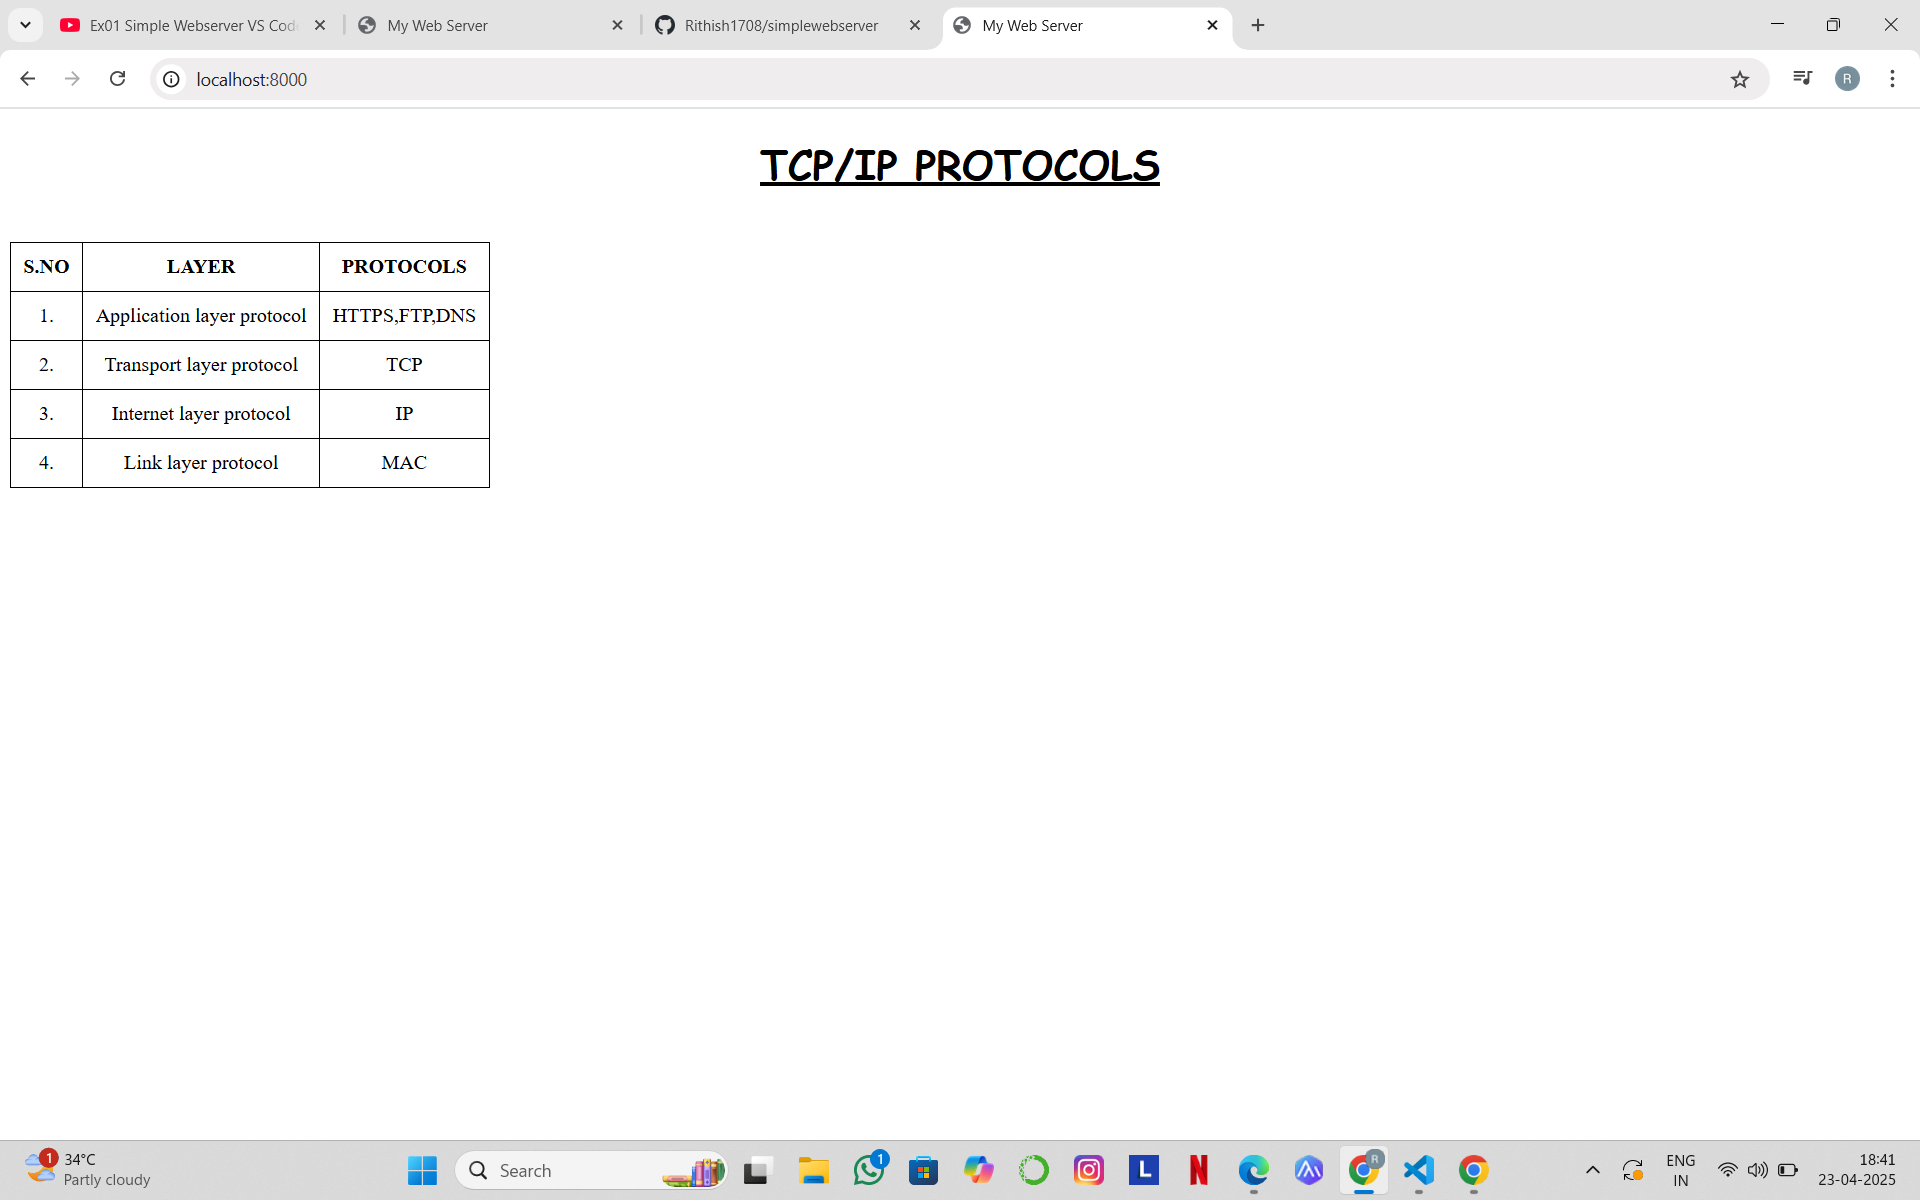 Ex01 Simple Webserver VS Cod
My Web Server
Rithish1708/simplewebserver
My Web Server
localhost:8000
R
TCP/IP PROTOCOLS
S.NO LAYER PROTOCOLS
1. Application layer protocol HTTPS,FTP,DNS
2. Transport layer protocol TCP
3. Internet layer protocol IP
4. Link layer protocol MAC
1
34°C
Partly cloudy
Search
1
L
N
R
ENG
IN
18:41
23-04-2025